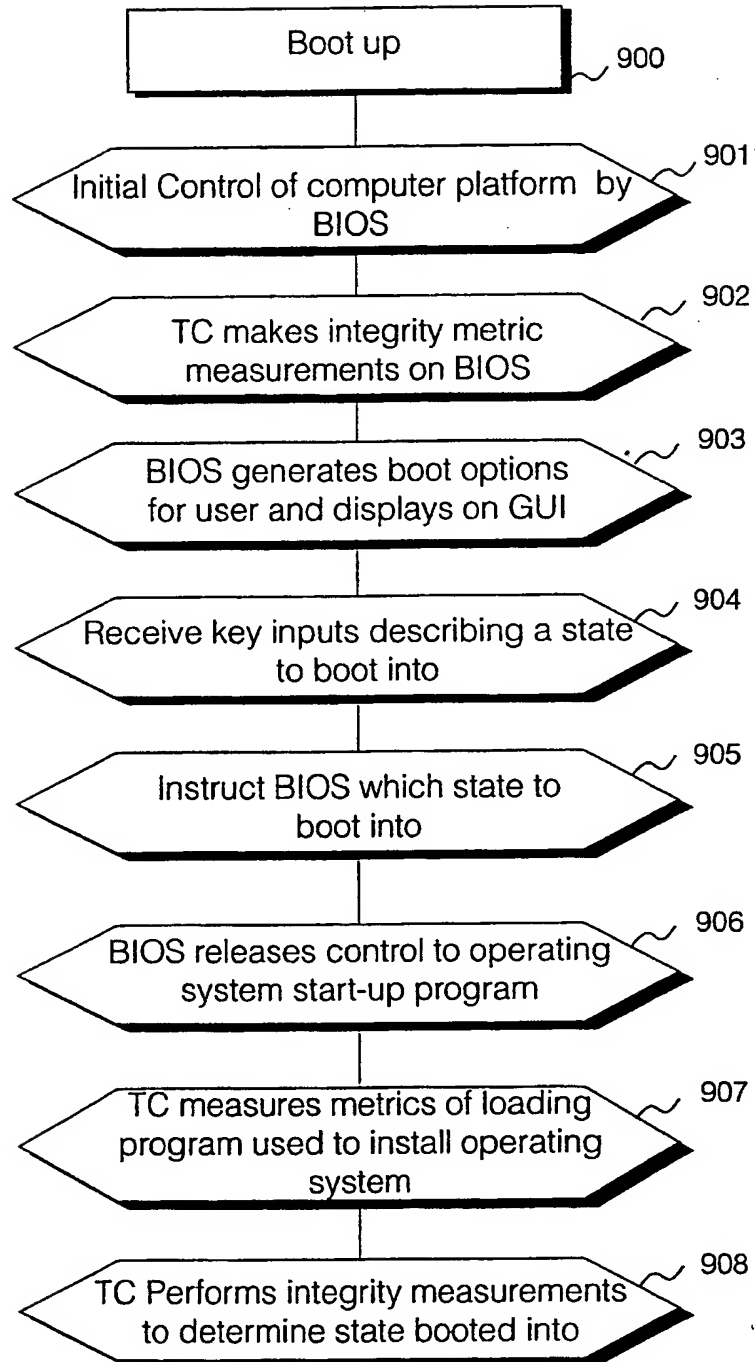 Boot up
900
901
Initial Control of computer platform by
BIOS
902
TC makes integrity metric
measurements on BIOS
903
BIOS generates boot options
for user and displays on GUI
904
Receive key inputs describing a state
to boot into
905
Instruct BIOS which state to
boot into
906
BIOS releases control to operating
system start-up program
907
TC measures metrics of loading
program used to install operating
system
908
TC Performs integrity measurements
to determine state booted into